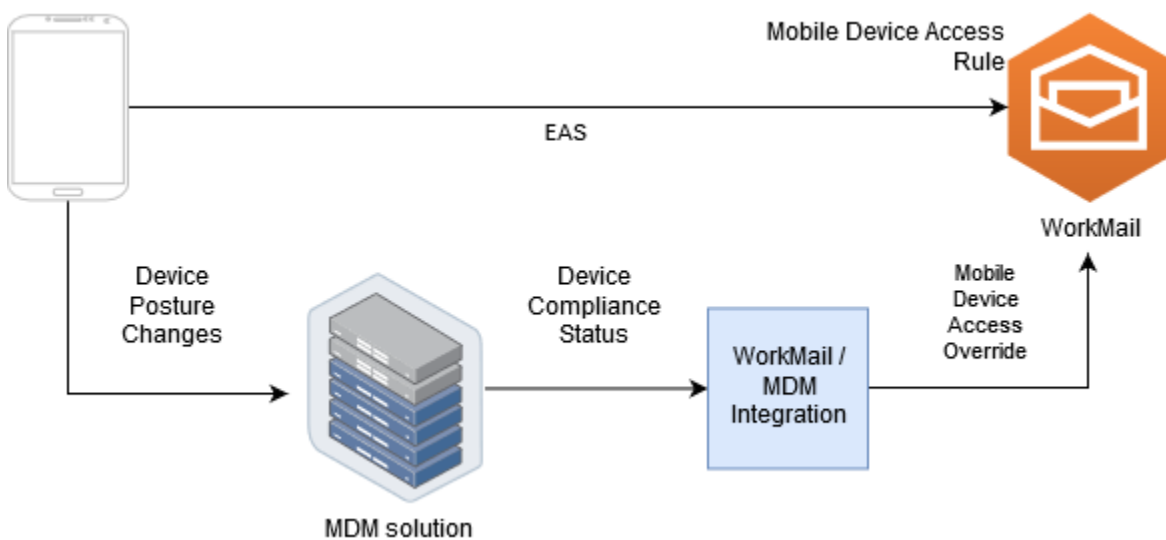 Mobile Device Access
Rule
EAS
WorkMail
Device
Posture
Changes
Device
Compliance
Status
Mobile
Device
Access
Override
WorkMail /
MDM
Integration
MDM solution